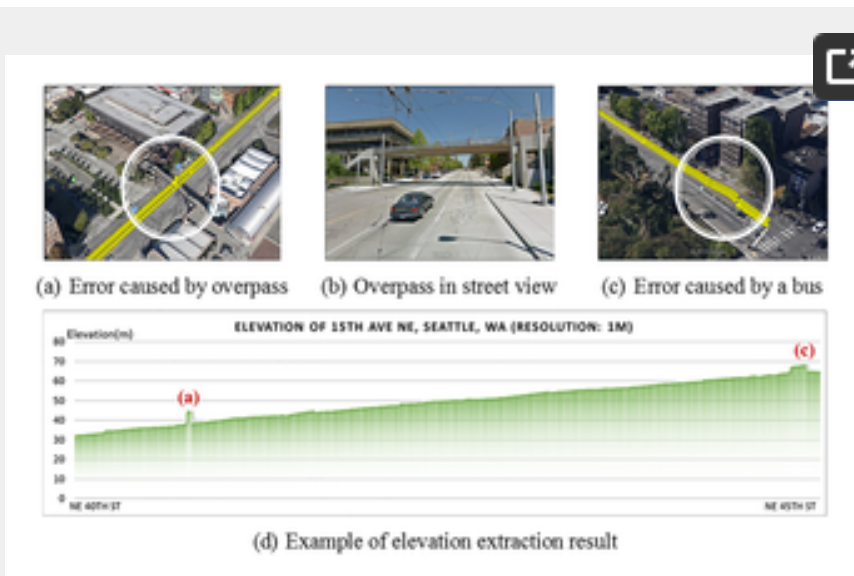 (a) Error caused by overpass
(b) Overpass in street view
(c) Error caused by a bus
ELEVATION OF 15TH AVE NE, SEATTLE, WA (RESOLUTION: 1M)
Elevation(m)
80
70
60
50
40
30
20
10
0
(a)
(c)
NE 40TH ST
NE 45TH ST
(d) Example of elevation extraction result